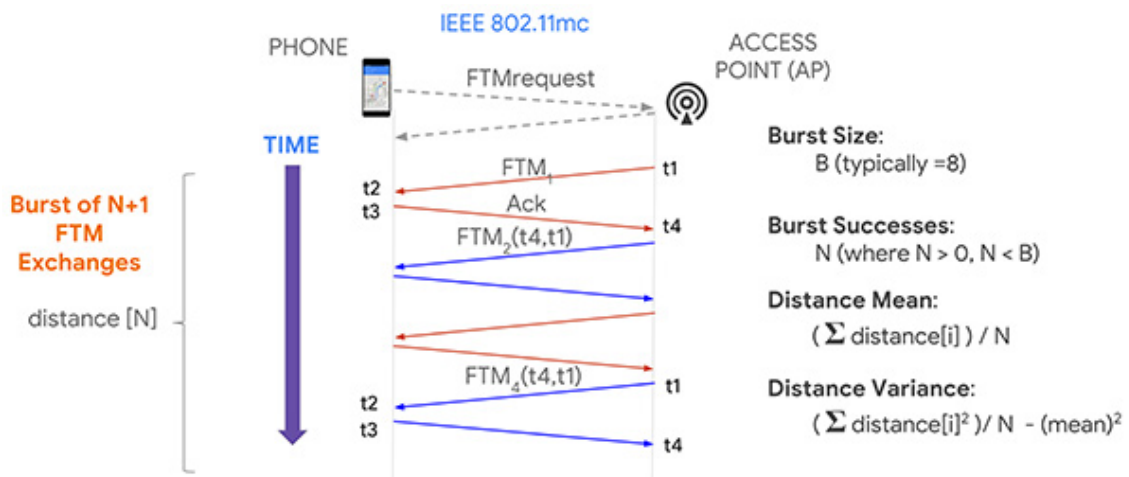 IEEE 802.11mc
PHONE
ACCESS
POINT (AP)
FTMrequest
TIME
Burst of N+1
FTM
Exchanges
distance [N]
FTM₁
t1
t2
t3
Ack
t4
FTM₂(t4,t1)
FTM₄(t4,t1)
t1
t2
t3
t4
Burst Size:
B (typically =8)
Burst Successes:
N (where N > 0, N < B)
Distance Mean:
(Σ distance[i] ) / N
Distance Variance:
(Σ distance[i]² )/ N - (mean)²